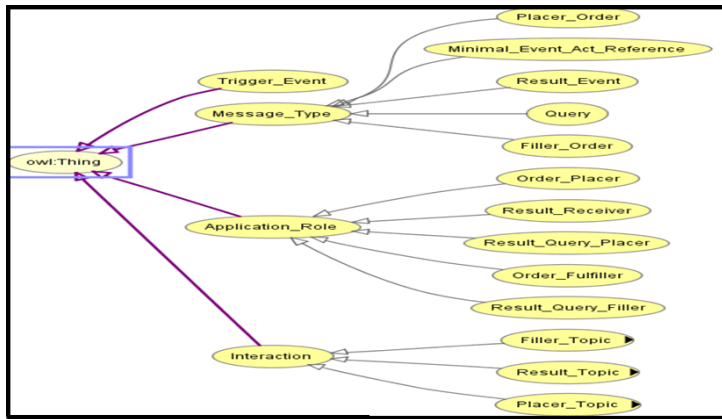 Placer_Order
Minimal_Event_Act_Reference
Trigger_Event
Result_Event
Message_Type
Query
Filler_Order
owl:Thing
Order_Placer
Result_Receiver
Application_Role
Result_Query_Placer
Order_Fulfiller
Result_Query_Filler
Filler_Topic
Interaction
Result_Topic
Placer_Topic